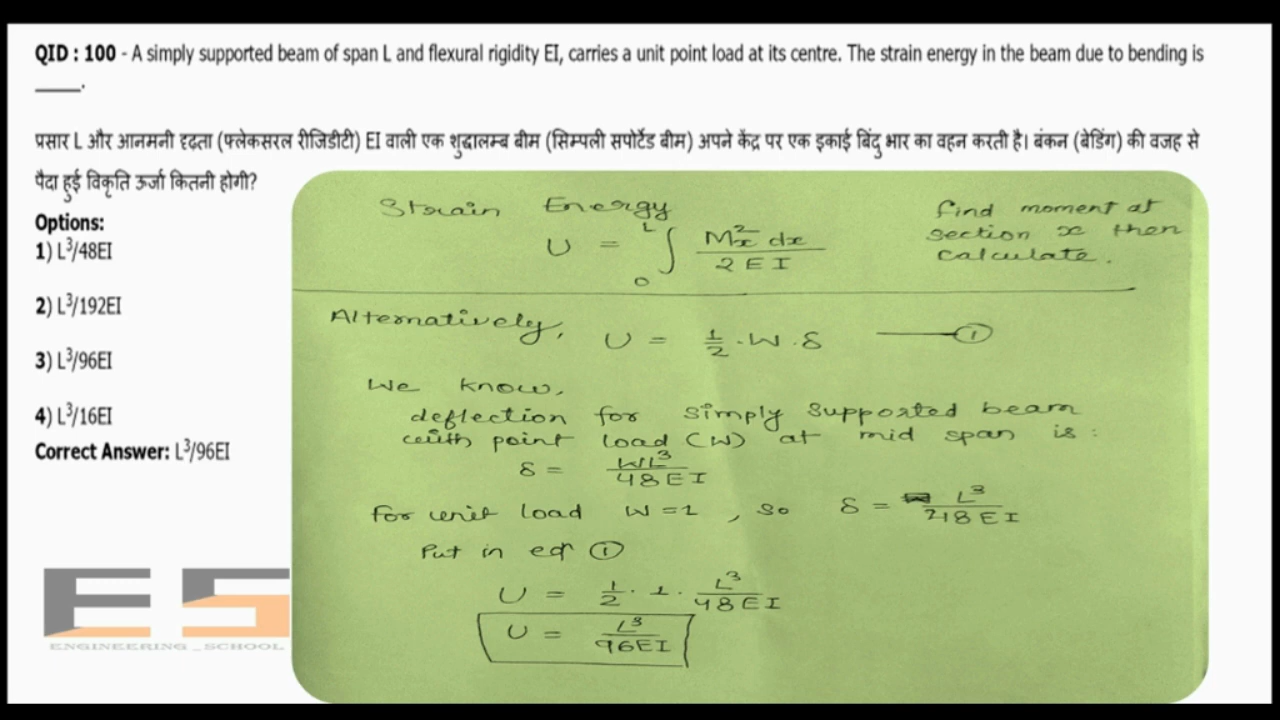 QID : 100 - A simply supported beam of span L and flexural rigidity EI, carries a unit point load at its centre. The strain energy in the beam due to bending is
_____.
प्रसार L और आनमनी दृढता (फ्लेकसरल रीजिडीटी) EI वाली एक शुद्धालम्ब बीम (सिम्पली सपोर्टेड बीम) अपने केंद्र पर एक इकाई बिंदु भार का वहन करती है। बंकन (बेंडिंग) की वजह से
पैदा हुई विकृति ऊर्जा कितनी होगी?
Options:
1) L³/48EI
2) L³/192EI
3) L³/96EI
4) L³/16EI
Correct Answer: L³/96EI
ENGINEERING_SCHOOL
Strain Energy
U = ∫₀ᴸ Mx² dx / 2EI
find moment at
section x then
calculate.
Alternatively, U = 1/2 . W . δ —— ①
We know,
deflection for simply supported beam
with point load (W) at mid span is :
δ = WL³/48EI
for unit load W = 1 , so δ = L³/48EI
Put in eqⁿ ①
U = 1/2 . 1 . L³/48EI
U = L³/96EI